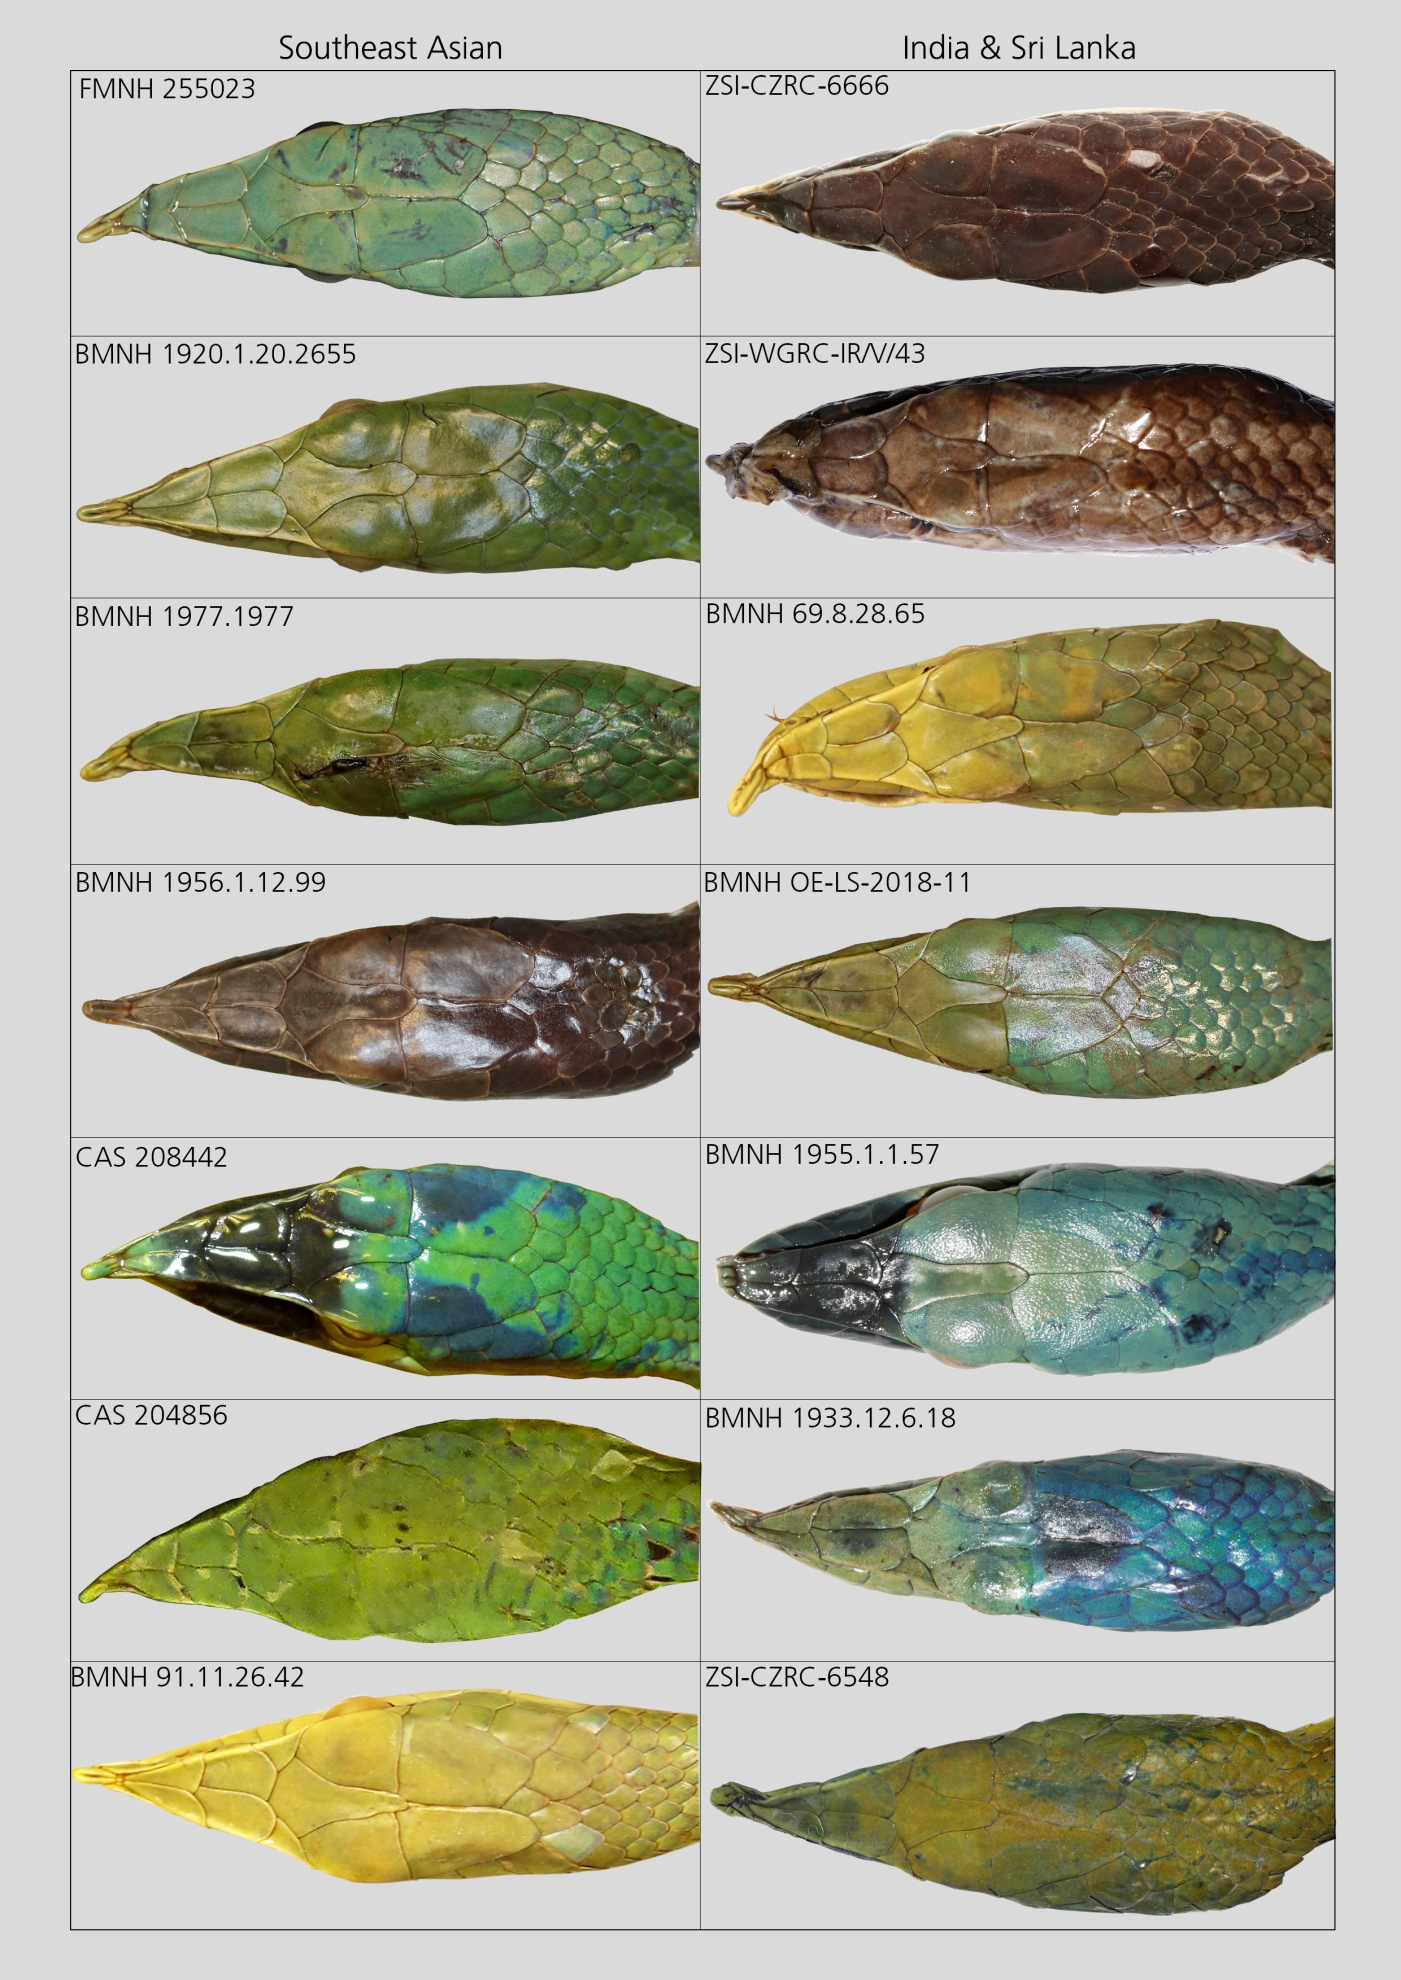 Southeast Asian
India & Sri Lanka
FMNH 255023
ZSI-CZRC-6666
BMNH 1920.1.20.2655
ZSI-WGRC-IR/V//43
BMNH 1977.1977
BMNH 69.8.28.65
BMNH 1956.1.12.99
BMNH OE-LS-2018-11
CAS 208442
BMNH 1955.1.1.57
CAS 204856
BMNH 1933.12.6.18
BMNH 91.11.26.42
ZSI-CZRC-6548